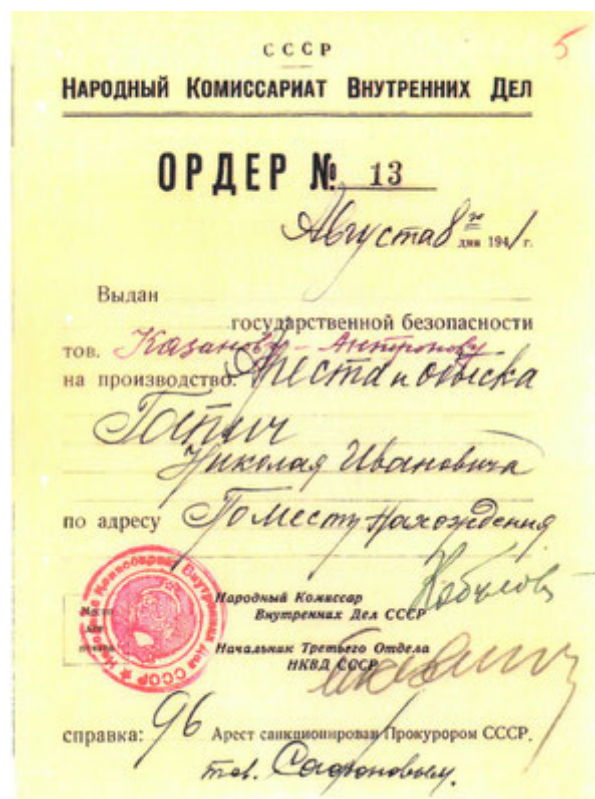 5
СССР
Народный Комиссариат Внутренних Дел
ОРДЕР № 13
Августа 8 дня 1941 г.
Выдан
государственной безопасности
тов. Казанову - Антропову
на производство: Ареста и обыска
Гапич
Николая Ивановича
по адресу По месту нахождения
Народный Комиссар
Внутренних Дел СССР
Кобулов
Начальник Третьего Отдела
НКВД СССР
справка: 96 Арест санкционирован Прокурором СССР.
тов. Сафоновым.